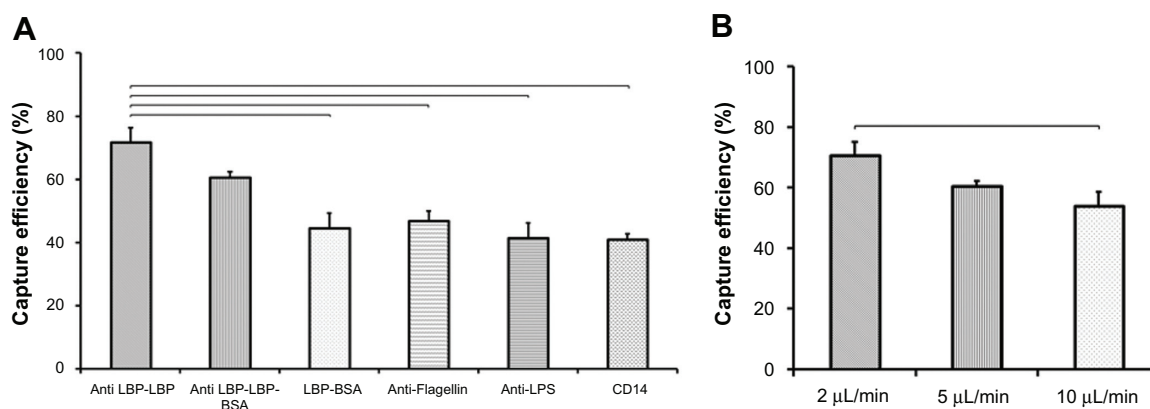 A
Capture efficiency (%)
100
80
60
40
20
0
Anti LBP-LBP
Anti LBP-LBP-
BSA
LBP-BSA
Anti-Flagellin
Anti-LPS
CD14
B
Capture efficiency (%)
100
80
60
40
20
0
2 μL/min
5 μL/min
10 μL/min